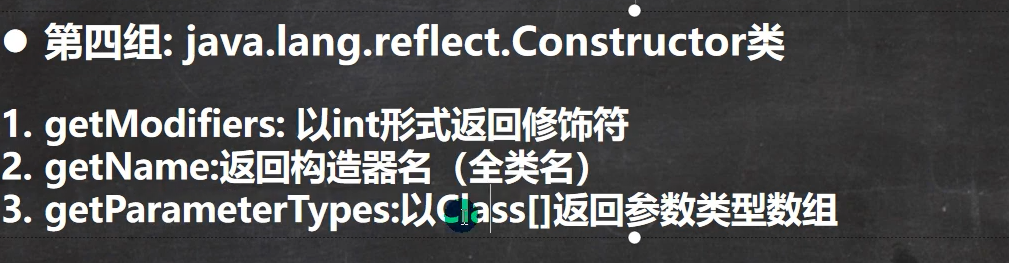 ● 第四组: java.lang.reflect.Constructor类
1. getModifiers: 以int形式返回修饰符
2. getName:返回构造器名（全类名）
3. getParameterTypes:以Class[]返回参数类型数组